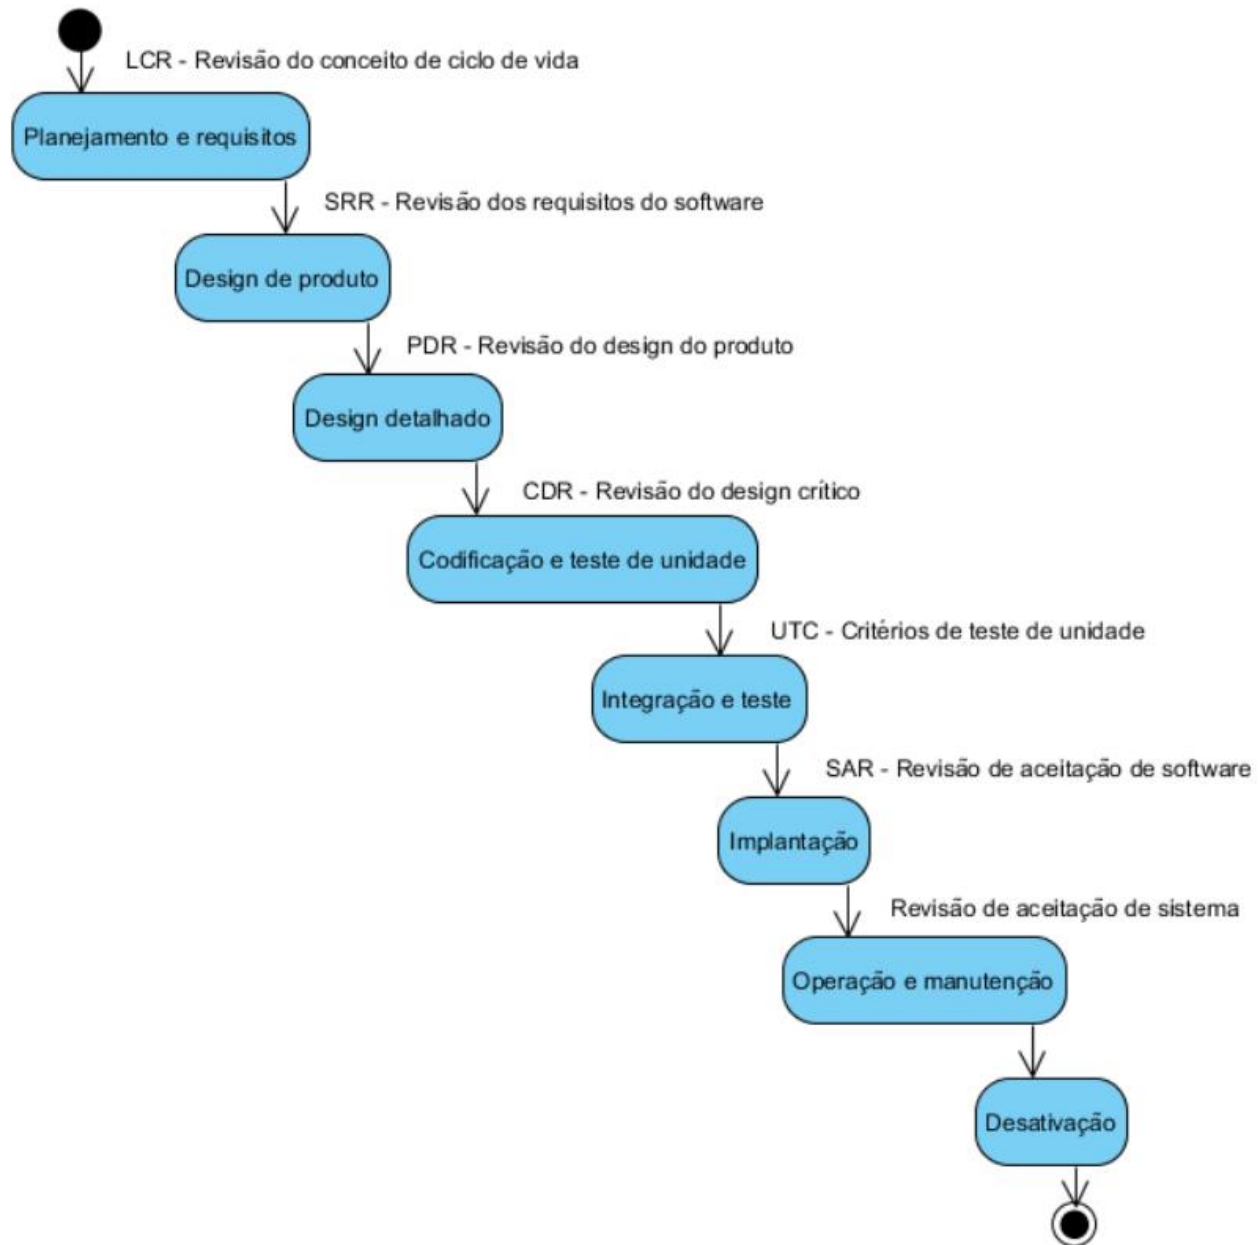 LCR - Revisão do conceito de ciclo de vida
Planejamento e requisitos
SRR - Revisão dos requisitos do software
Design de produto
PDR - Revisão do design do produto
Design detalhado
CDR - Revisão do design crítico
Codificação e teste de unidade
UTC - Critérios de teste de unidade
Integração e teste
SAR - Revisão de aceitação de software
Implantação
Revisão de aceitação de sistema
Operação e manutenção
Desativação